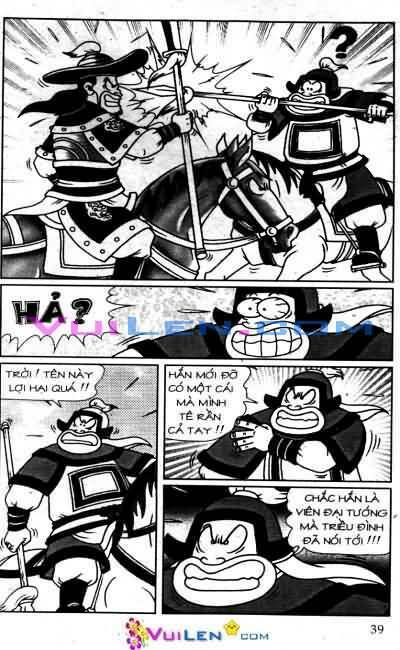 ?
HẢ?
VUILEN.COM
TRỜI! TÊN NÀY
LỢI HẠI QUÁ!!
HẮN MỚI ĐỠ
CÓ MỘT CÁI
MÀ MÌNH
TÊ RẦN
CẢ TAY!!
CHẮC HẮN LÀ
VIÊN ĐẠI TƯỚNG
MÀ TRIỀU ĐÌNH
ĐÃ NÓI TỚI!!!
39
VUILEN.COM